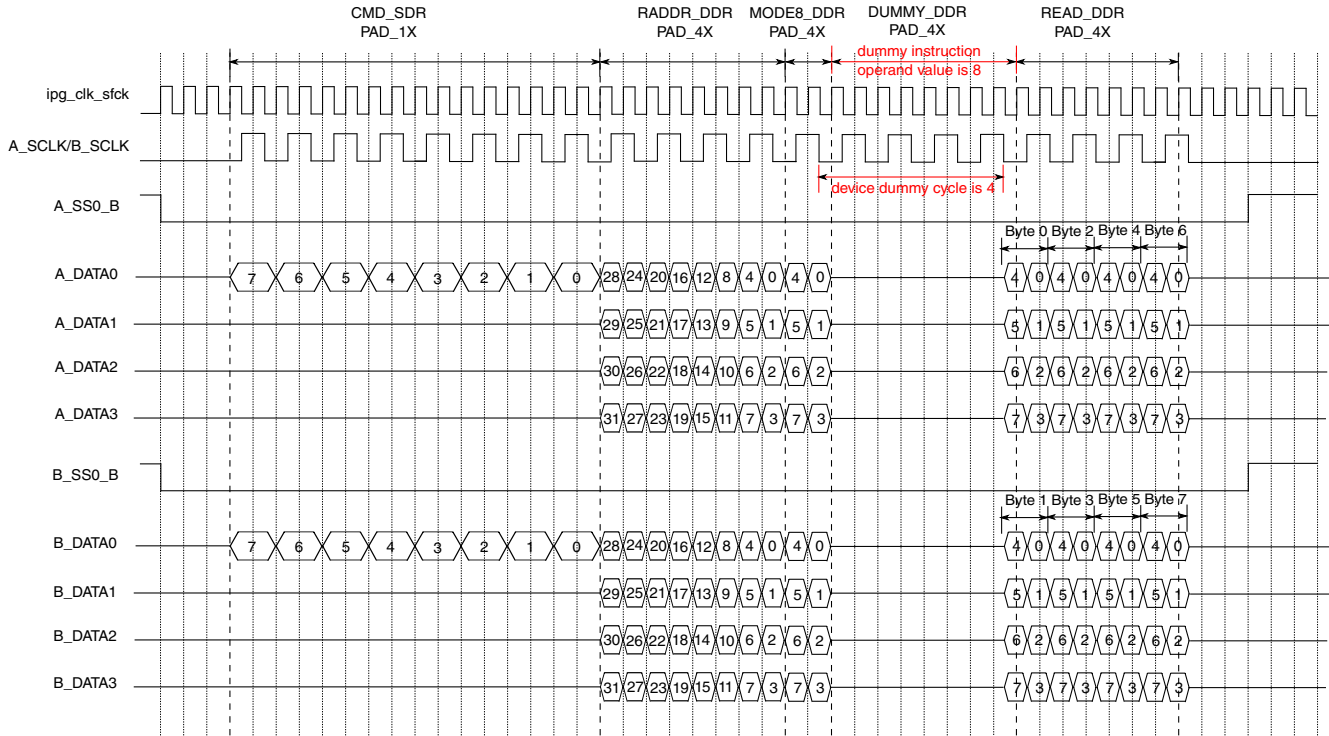 CMD_SDR RADDR_DDR MODE8_DDR DUMMY_DDR READ_DDR
PAD_1X PAD_4X PAD_4X PAD_4X PAD_4X
dummy instruction
operand value is 8
ipg_clk_sfck
A_SCLK/B_SCLK
device dummy cycle is 4
A_SS0_B
Byte 0 Byte 2 Byte 4 Byte 6
A_DATA0 7 6 5 4 3 2 1 0 28 24 20 16 12 8 4 0 4 0 4 0 4 0 4 0 4 0
A_DATA1 29 25 21 17 13 9 5 1 5 1 5 1 5 1 5 1 5 1
A_DATA2 30 26 22 18 14 10 6 2 6 2 6 2 6 2 6 2 6 2
A_DATA3 31 27 23 19 15 11 7 3 7 3 7 3 7 3 7 3 7 3
B_SS0_B
Byte 1 Byte 3 Byte 5 Byte 7
B_DATA0 7 6 5 4 3 2 1 0 28 24 20 16 12 8 4 0 4 0 4 0 4 0 4 0 4 0
B_DATA1 29 25 21 17 13 9 5 1 5 1 5 1 5 1 5 1 5 1
B_DATA2 30 26 22 18 14 10 6 2 6 2 6 2 6 2 6 2 6 2
B_DATA3 31 27 23 19 15 11 7 3 7 3 7 3 7 3 7 3 7 3